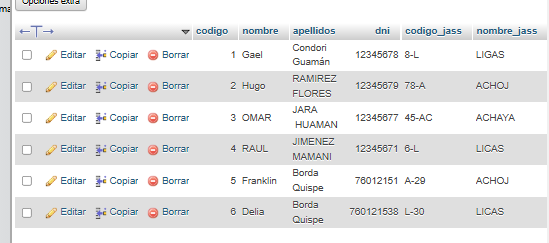 Opciones extra
ma
←T→ codigo nombre apellidos dni codigo_jass nombre_jass
Editar Copiar Borrar 1 Gael Condori Guamán 12345678 8-L LIGAS
Editar Copiar Borrar 2 Hugo RAMIREZ FLORES 12345679 78-A ACHOJ
Editar Copiar Borrar 3 OMAR JARA HUAMAN 12345677 45-AC ACHAYA
Editar Copiar Borrar 4 RAUL JIMENEZ MAMANI 12345671 6-L LICAS
Editar Copiar Borrar 5 Franklin Borda Quispe 76012151 A-29 ACHOJ
Editar Copiar Borrar 6 Delia Borda Quispe 760121538 L-30 LICAS